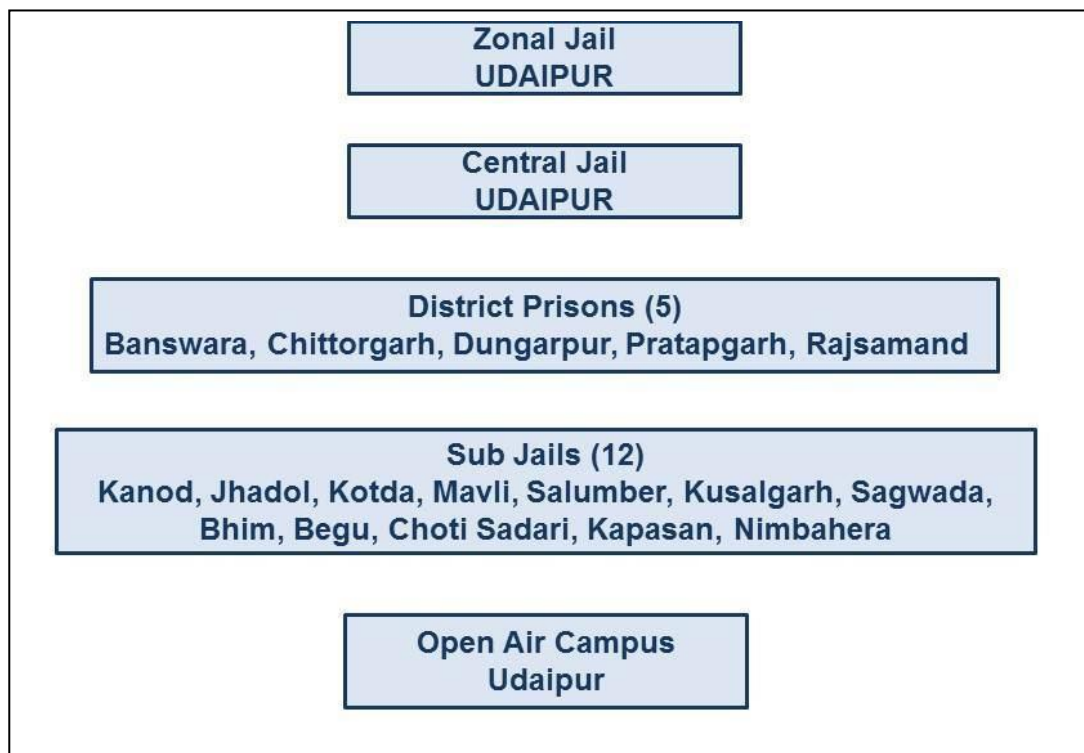 Zonal Jail
UDAIPUR
Central Jail
UDAIPUR
District Prisons (5)
Banswara, Chittorgarh, Dungarpur, Pratapgarh, Rajsamand
Sub Jails (12)
Kanod, Jhadol, Kotda, Mavli, Salumber, Kusalgarh, Sagwada,
Bhim, Begu, Choti Sadari, Kapasan, Nimbahera
Open Air Campus
Udaipur